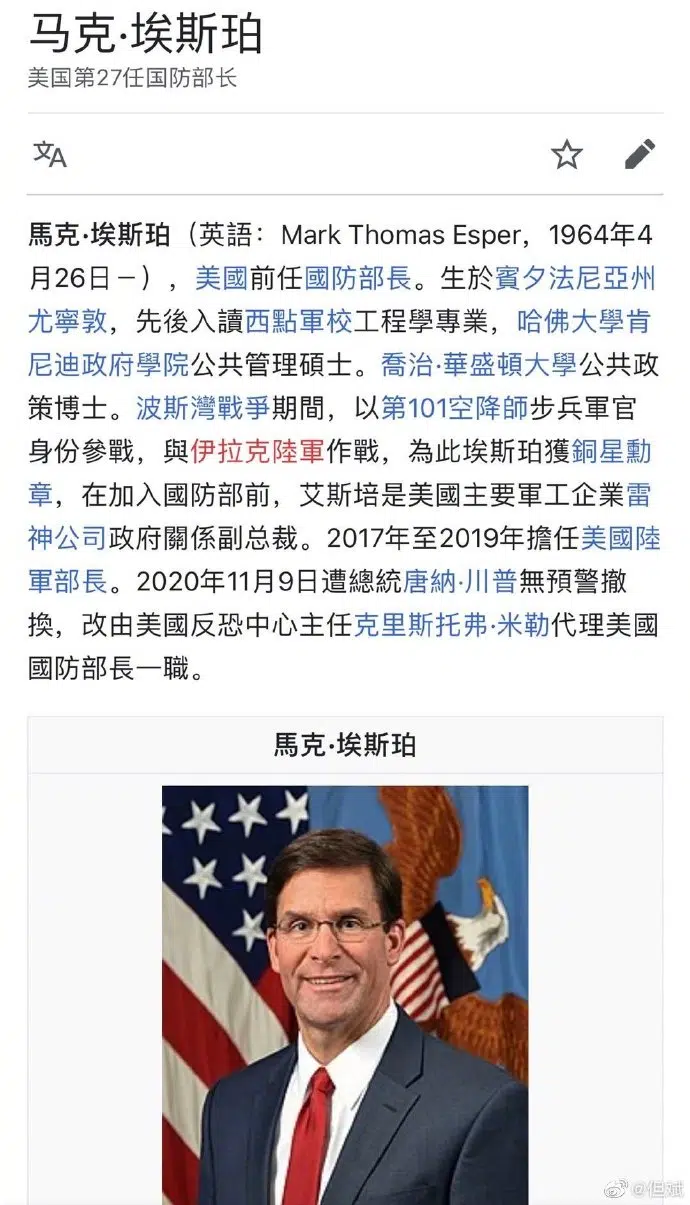 马克·埃斯珀
美国第27任国防部长
文A
馬克·埃斯珀（英語：Mark Thomas Esper，1964年4
月26日－），美國前任國防部長。生於賓夕法尼亞州
尤寧敦，先後入讀西點軍校工程學專業，哈佛大學肯
尼迪政府學院公共管理碩士。喬治·華盛頓大學公共政
策博士。波斯灣戰爭期間，以第101空降師步兵軍官
身份參戰，與伊拉克陸軍作戰，為此埃斯珀獲銅星勳
章，在加入國防部前，艾斯培是美國主要軍工企業雷
神公司政府關係副总裁。2017年至2019年擔任美國陸
軍部長。2020年11月9日遭總統唐納·川普無預警撤
換，改由美國反恐中心主任克里斯托弗·米勒代理美國
國防部長一職。
馬克·埃斯珀
@但斌